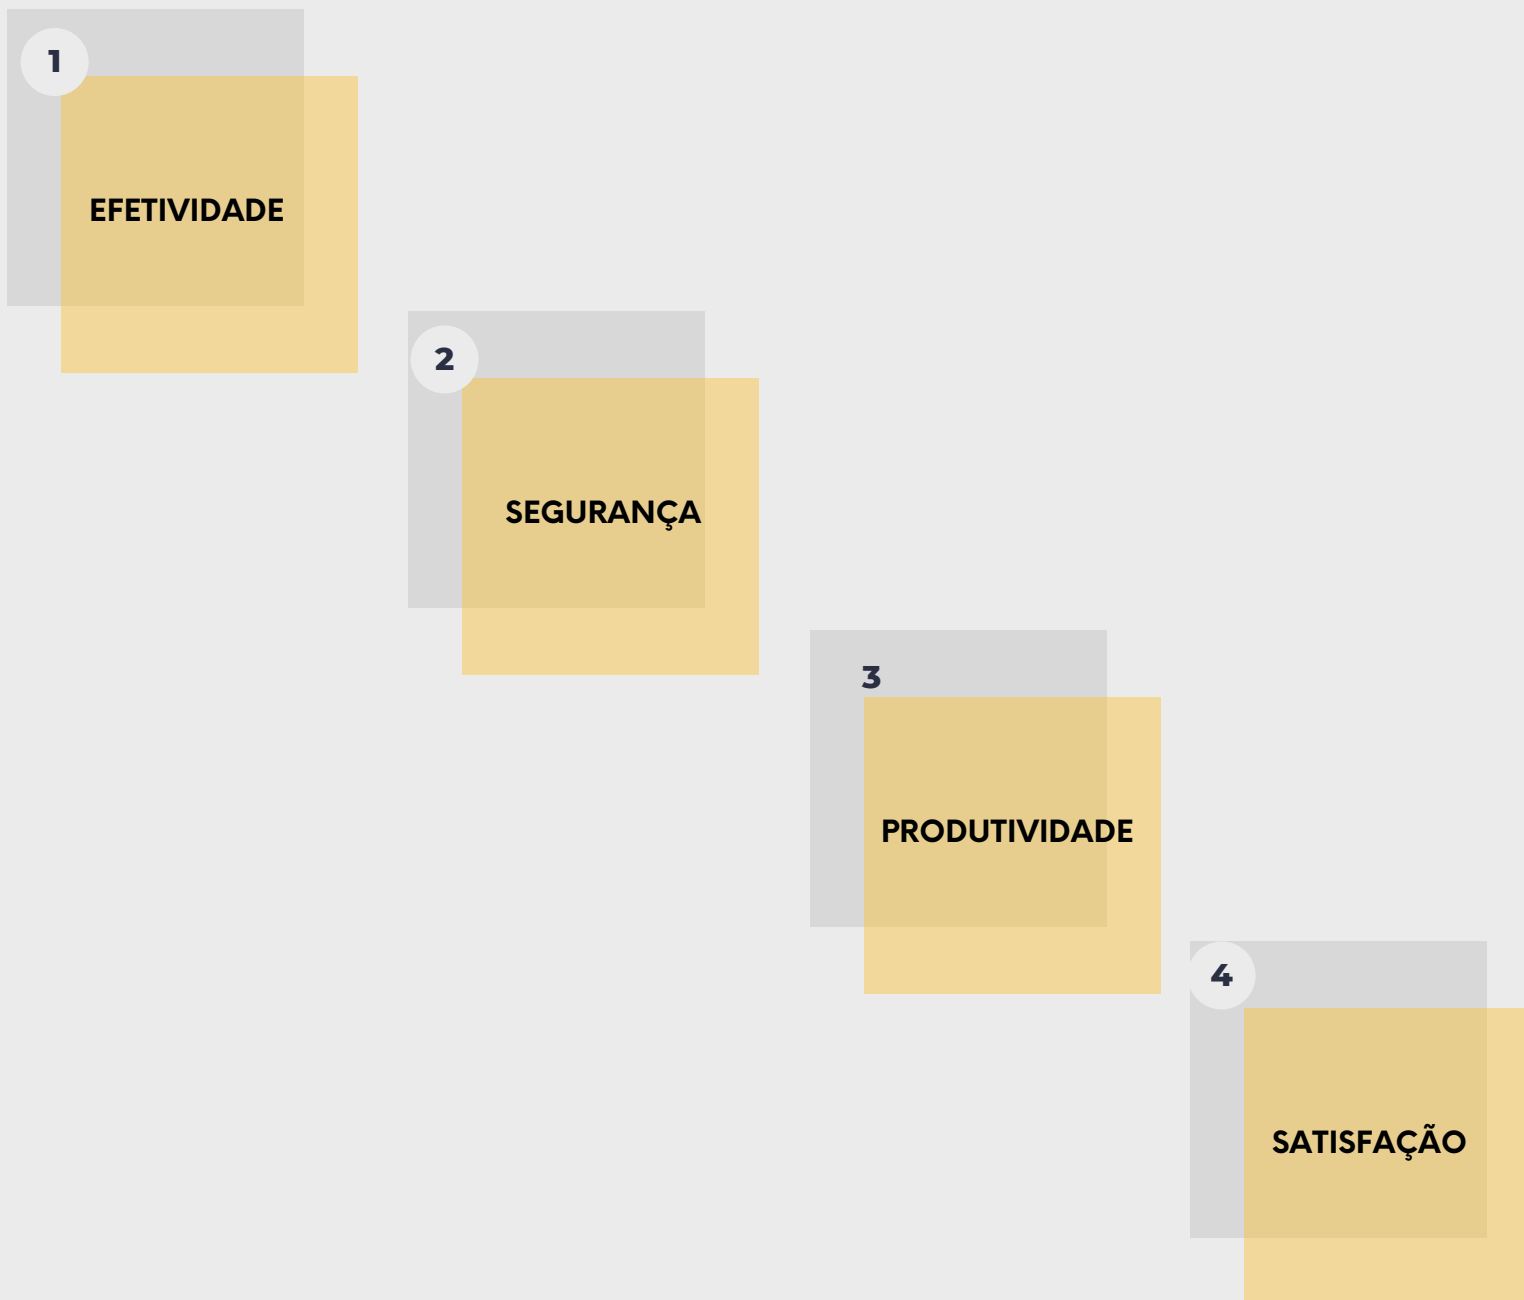 1
EFETIVIDADE
2
SEGURANÇA
3
PRODUTIVIDADE
4
SATISFAÇÃO